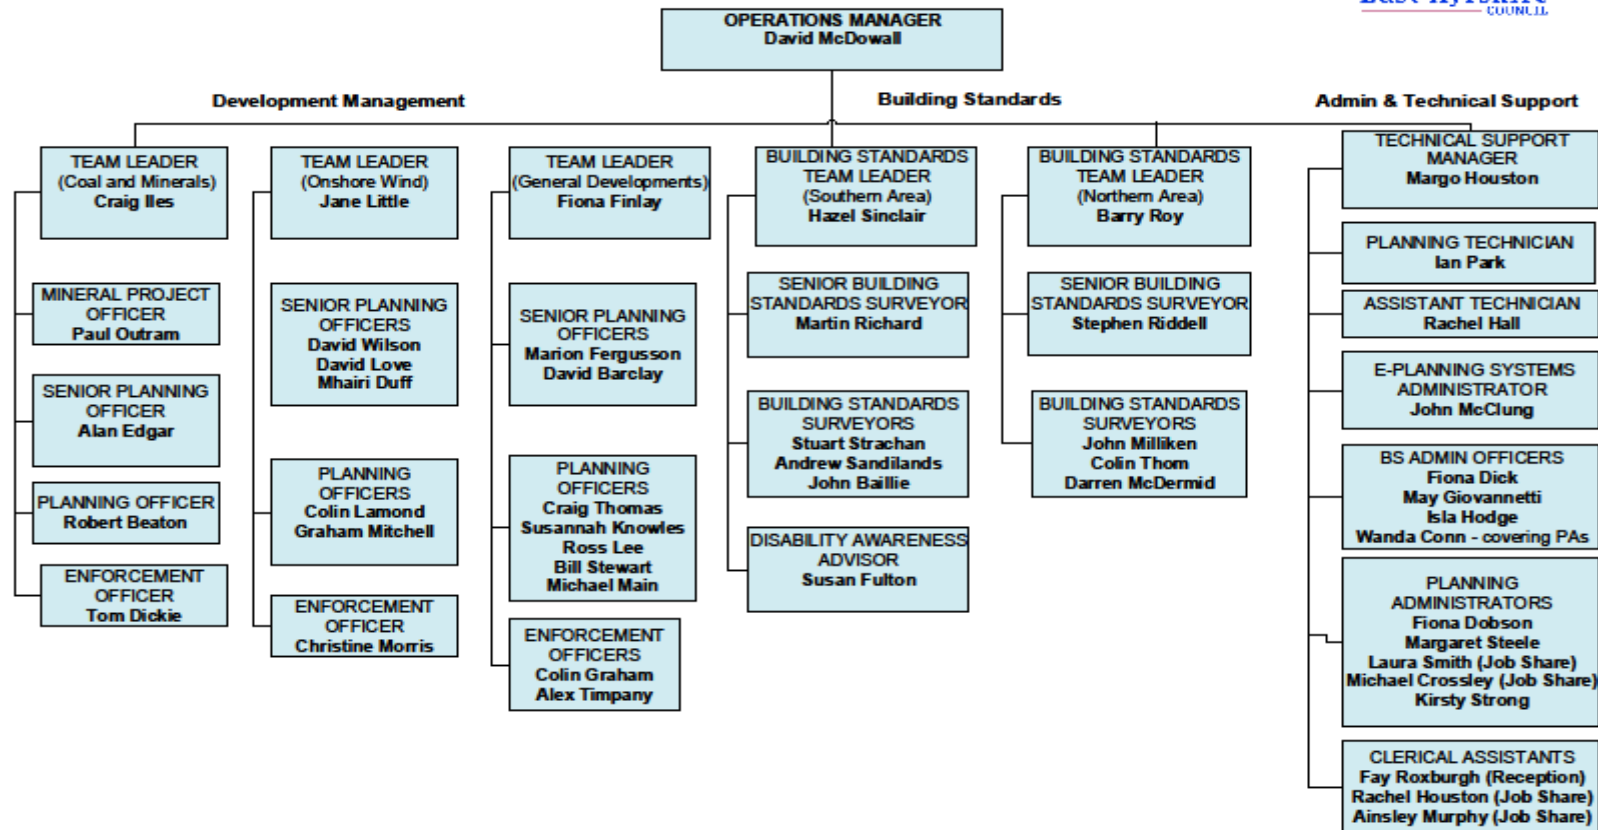 East Ayrshire
COUNCIL
OPERATIONS MANAGER
David McDowall
Development Management
Building Standards
Admin & Technical Support
TEAM LEADER
(Coal and Minerals)
Craig Iles
MINERAL PROJECT
OFFICER
Paul Outram
SENIOR PLANNING
OFFICER
Alan Edgar
PLANNING OFFICER
Robert Beaton
ENFORCEMENT
OFFICER
Tom Dickie
TEAM LEADER
(Onshore Wind)
Jane Little
SENIOR PLANNING
OFFICERS
David Wilson
David Love
Mhairi Duff
PLANNING
OFFICERS
Colin Lamond
Graham Mitchell
ENFORCEMENT
OFFICER
Christine Morris
TEAM LEADER
(General Developments)
Fiona Finlay
SENIOR PLANNING
OFFICERS
Marion Fergusson
David Barclay
PLANNING
OFFICERS
Craig Thomas
Susannah Knowles
Ross Lee
Bill Stewart
Michael Main
ENFORCEMENT
OFFICERS
Colin Graham
Alex Timpany
BUILDING STANDARDS
TEAM LEADER
(Southern Area)
Hazel Sinclair
SENIOR BUILDING
STANDARDS SURVEYOR
Martin Richard
BUILDING STANDARDS
SURVEYORS
Stuart Strachan
Andrew Sandilands
John Baillie
DISABILITY AWARENESS
ADVISOR
Susan Fulton
BUILDING STANDARDS
TEAM LEADER
(Northern Area)
Barry Roy
SENIOR BUILDING
STANDARDS SURVEYOR
Stephen Riddell
BUILDING STANDARDS
SURVEYORS
John Milliken
Colin Thom
Darren McDermid
TECHNICAL SUPPORT
MANAGER
Margo Houston
PLANNING TECHNICIAN
Ian Park
ASSISTANT TECHNICIAN
Rachel Hall
E-PLANNING SYSTEMS
ADMINISTRATOR
John McClung
BS ADMIN OFFICERS
Fiona Dick
May Giovannetti
Isla Hodge
Wanda Conn - covering PAs
PLANNING
ADMINISTRATORS
Fiona Dobson
Margaret Steele
Laura Smith (Job Share)
Michael Crossley (Job Share)
Kirsty Strong
CLERICAL ASSISTANTS
Fay Roxburgh (Reception)
Rachel Houston (Job Share)
Ainsley Murphy (Job Share)